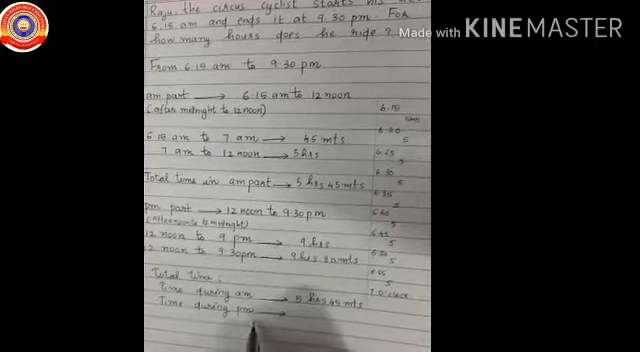 Raju, the circus cyclist starts his
6.15 am and ends it at 9.30 pm. For
how many hours does he ride?
Made with KINEMASTER
From 6.15 am to 9.30 pm
am part → 6.15 am to 12 noon
(after midnight to 12 noon)
6.15 am to 7 am → 45 mts
7 am to 12 noon → 5 hrs
Total time in am part → 5 hrs 45 mts
pm part → 12 noon to 9.30 pm
12 noon to 9 pm → 9 hrs
12 noon to 9 30 pm → 9 hrs 30 mts
Total time;
Time during am → 5 hrs 45 mts
Time during pm →
6.15
6.20
5
6.25
5
6.30
5
6.35
5
6.40
5
6.45
5
6.50
5
6.55
5
7 o'clock